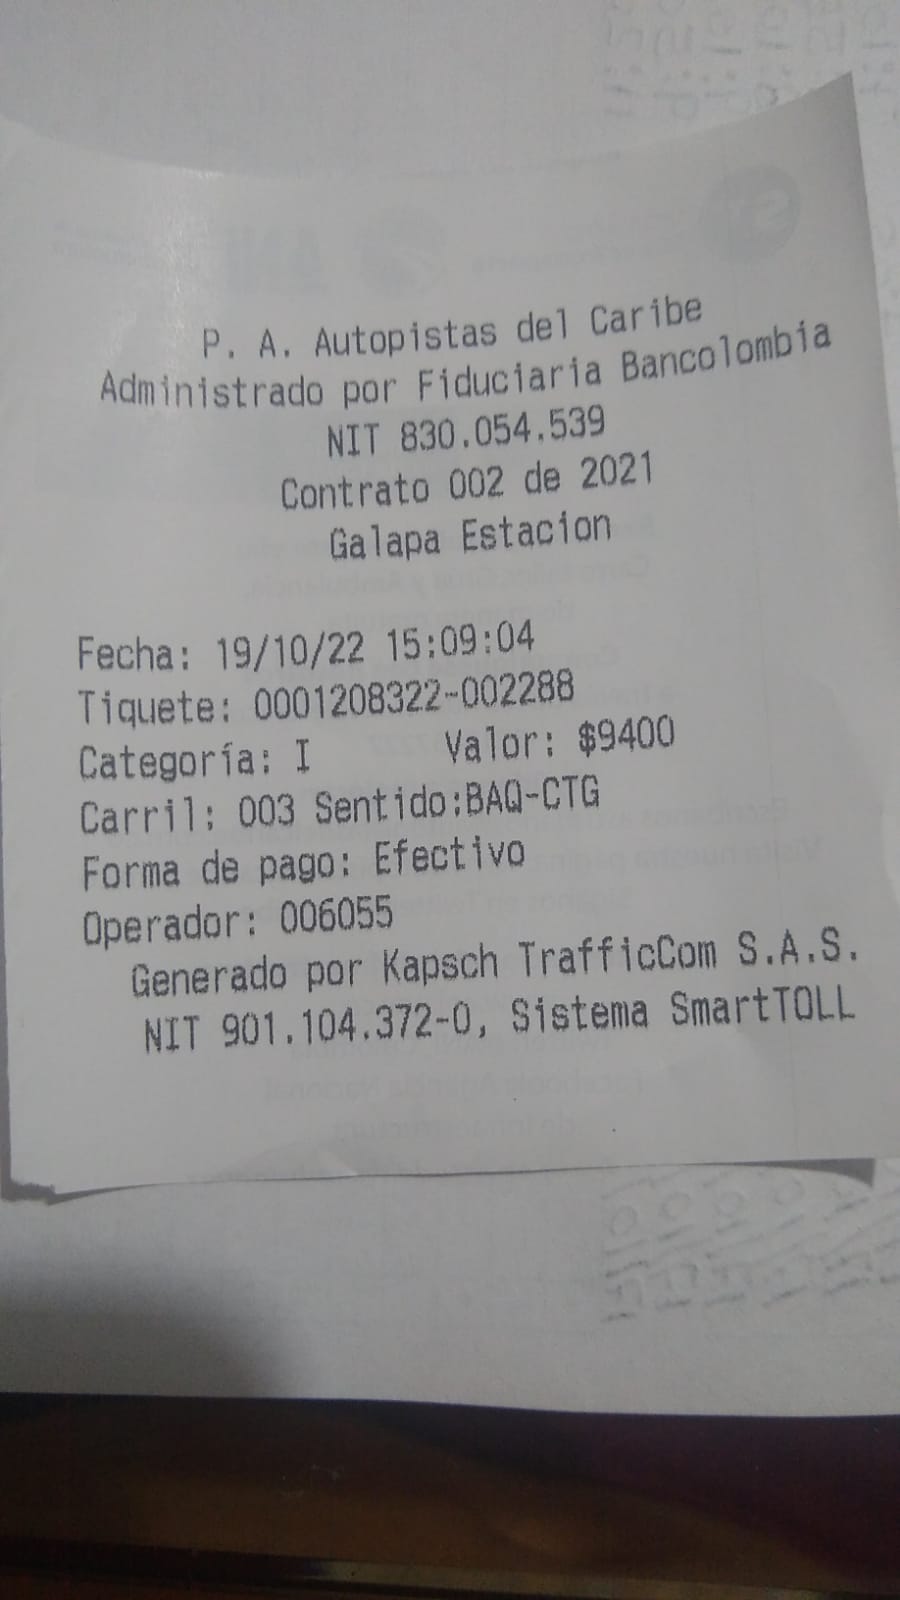 P. A. Autopistas del Caribe
Administrado por Fiduciaria Bancolombia
NIT 830.054.539
Contrato 002 de 2021
Galapa Estacion
Fecha: 19/10/22 15:09:04
Tiquete: 0001208322-002288
Categoría: I Valor: $9400
Carril: 003 Sentido:BAQ-CTG
Forma de pago: Efectivo
Operador: 006055
Generado por Kapsch TrafficCom S.A.S.
NIT 901.104.372-0, Sistema SmartTOLL